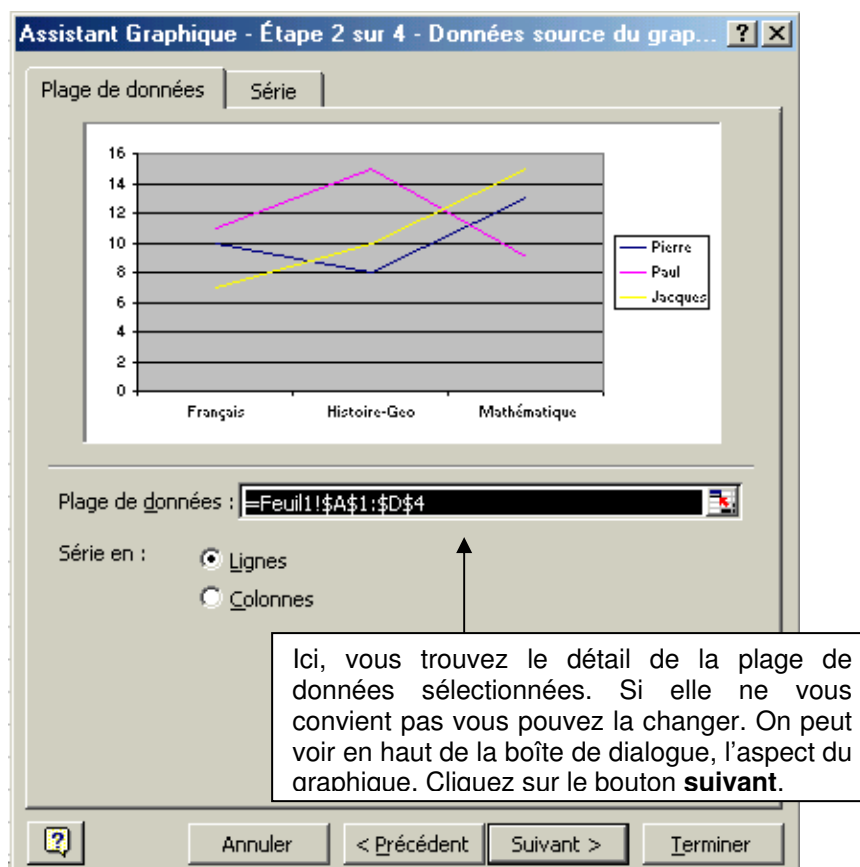 Assistant Graphique - Étape 2 sur 4 - Données source du grap...
Plage de données
Série
16
14
12
10
8
6
4
2
0
Français
Histoire-Geo
Mathématique
Pierre
Paul
Jacques
Plage de données :
=Feuil1!$A$1:$D$4
Série en :
Lignes
Colonnes
Ici, vous trouvez le détail de la plage de
données sélectionnées. Si elle ne vous
convient pas vous pouvez la changer. On peut
voir en haut de la boîte de dialogue, l'aspect du
graphique. Cliquez sur le bouton suivant.
Annuler
< Précédent
Suivant >
Terminer